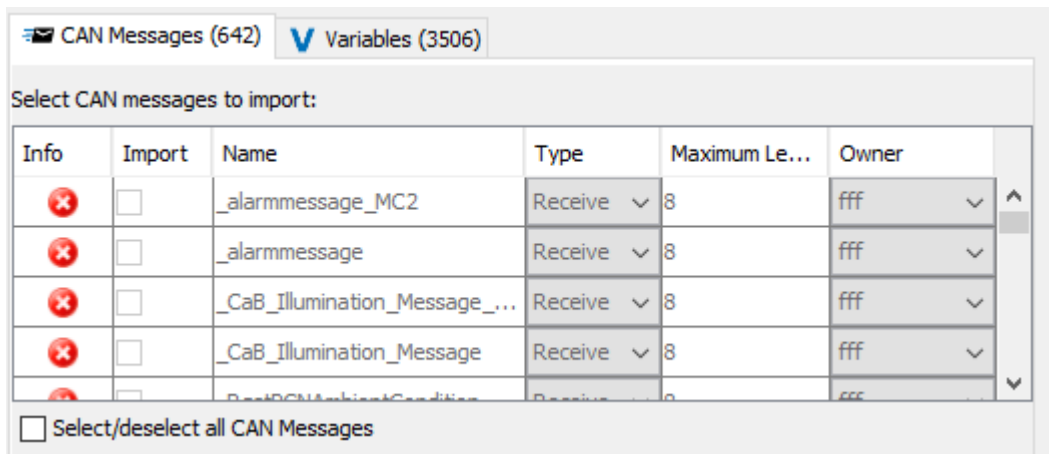 CAN Messages (642) Variables (3506)
Select CAN messages to import:
Info Import Name Type Maximum Le... Owner
_alarmmessage_MC2 Receive 8 fff
_alarmmessage Receive 8 fff
_CaB_Illumination_Message_... Receive 8 fff
_CaB_Illumination_Message Receive 8 fff
Select/deselect all CAN Messages